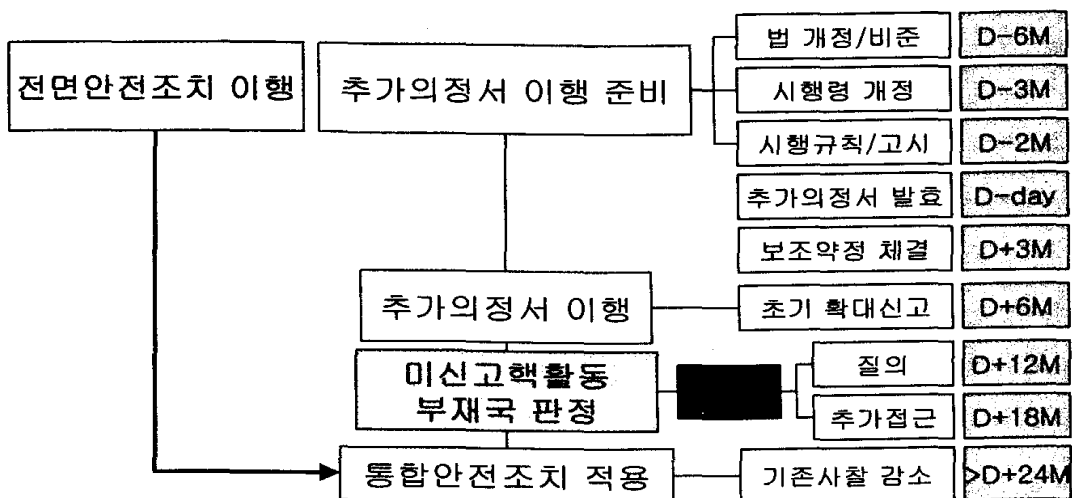 법 개정/비준 D-6M
전면안전조치 이행 추가의정서 이행 준비 시행령 개정 D-3M
시행규칙/고시 D-2M
추가의정서 발효 D-day
보조약정 체결 D+3M
추가의정서 이행 초기 확대신고 D+6M
미신고핵활동
부재국 판정
질의 D+12M
추가접근 D+18M
통합안전조치 적용 기존사찰 감소 >D+24M